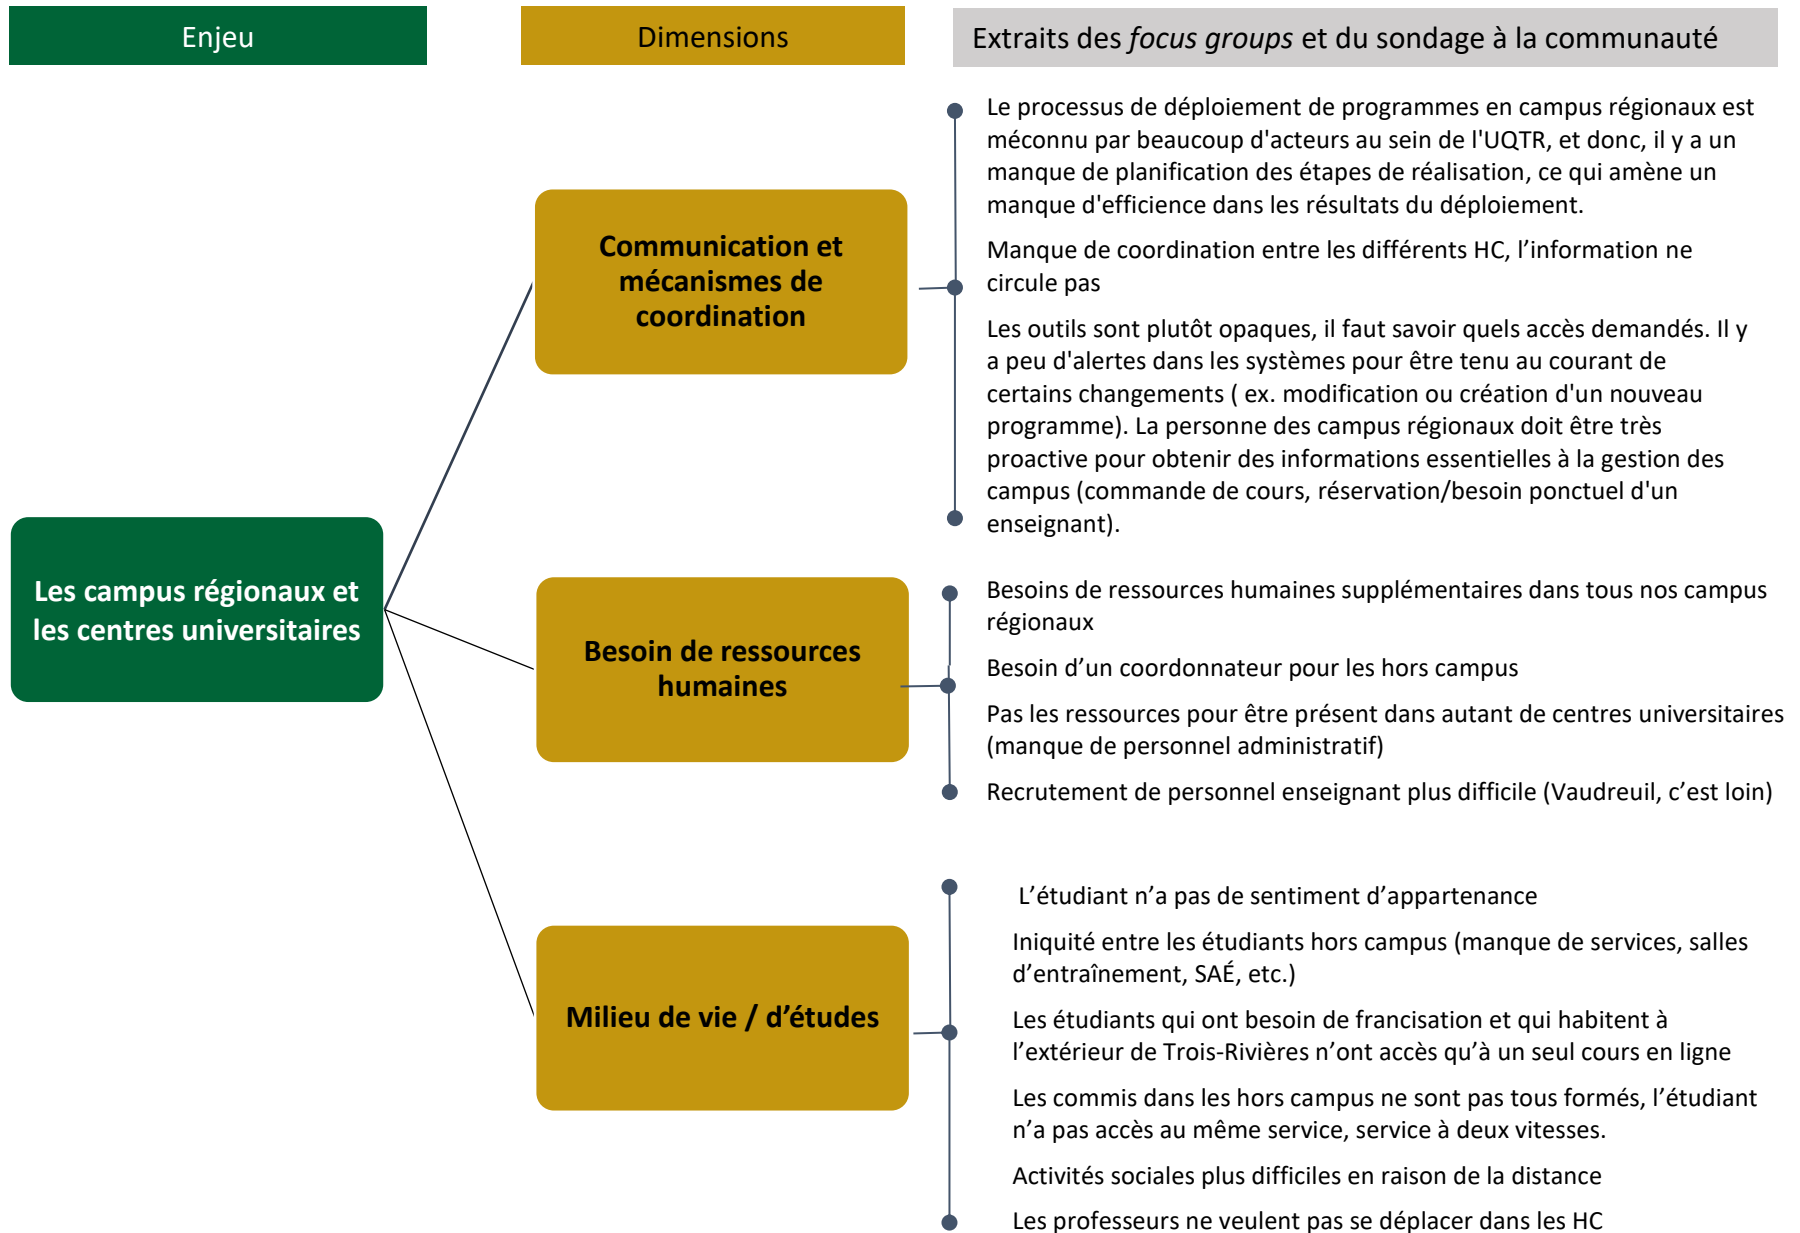 Enjeu
Dimensions
Extraits des focus groups et du sondage à la communauté
Les campus régionaux et
les centres universitaires
Communication et
mécanismes de
coordination
Le processus de déploiement de programmes en campus régionaux est
méconnu par beaucoup d'acteurs au sein de l'UQTR, et donc, il y a un
manque de planification des étapes de réalisation, ce qui amène un
manque d'efficience dans les résultats du déploiement.
Manque de coordination entre les différents HC, l’information ne
circule pas
Les outils sont plutôt opaques, il faut savoir quels accès demandés. Il y
a peu d'alertes dans les systèmes pour être tenu au courant de
certains changements ( ex. modification ou création d'un nouveau
programme). La personne des campus régionaux doit être très
proactive pour obtenir des informations essentielles à la gestion des
campus (commande de cours, réservation/besoin ponctuel d'un
enseignant).
Besoin de ressources
humaines
Besoins de ressources humaines supplémentaires dans tous nos campus
régionaux
Besoin d’un coordonnateur pour les hors campus
Pas les ressources pour être présent dans autant de centres universitaires
(manque de personnel administratif)
Recrutement de personnel enseignant plus difficile (Vaudreuil, c’est loin)
Milieu de vie / d’études
L’étudiant n’a pas de sentiment d’appartenance
Iniquité entre les étudiants hors campus (manque de services, salles
d’entraînement, SAÉ, etc.)
Les étudiants qui ont besoin de francisation et qui habitent à
l’extérieur de Trois-Rivières n’ont accès qu’à un seul cours en ligne
Les commis dans les hors campus ne sont pas tous formés, l’étudiant
n’a pas accès au même service, service à deux vitesses.
Activités sociales plus difficiles en raison de la distance
Les professeurs ne veulent pas se déplacer dans les HC